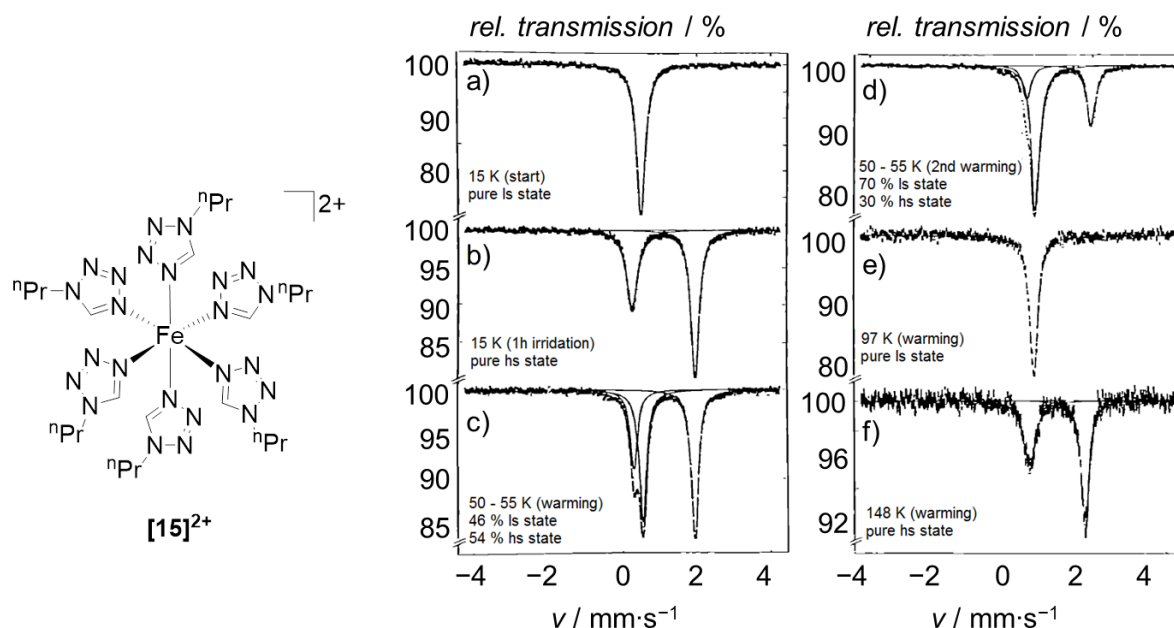 rel. transmission / %
rel. transmission / %
100
90
80
a)
15 K (start)
pure ls state
100
95
90
85
b)
15 K (1h irridation)
pure hs state
100
95
90
85
c)
50 - 55 K (warming)
46 % ls state
54 % hs state
−4 −2 0 2 4
v / mm·s⁻¹
100
90
80
d)
50 - 55 K (2nd warming)
70 % ls state
30 % hs state
100
90
80
e)
97 K (warming)
pure ls state
100
96
92
f)
148 K (warming)
pure hs state
−4 −2 0 2 4
v / mm·s⁻¹
2+
ⁿPr
N N
N
N
ⁿPr
N N N
N
N N
N
N
ⁿPr
Fe
N
N
N N
ⁿPr
N
N N
N
ⁿPr
N
N N N
ⁿPr
[15]²⁺